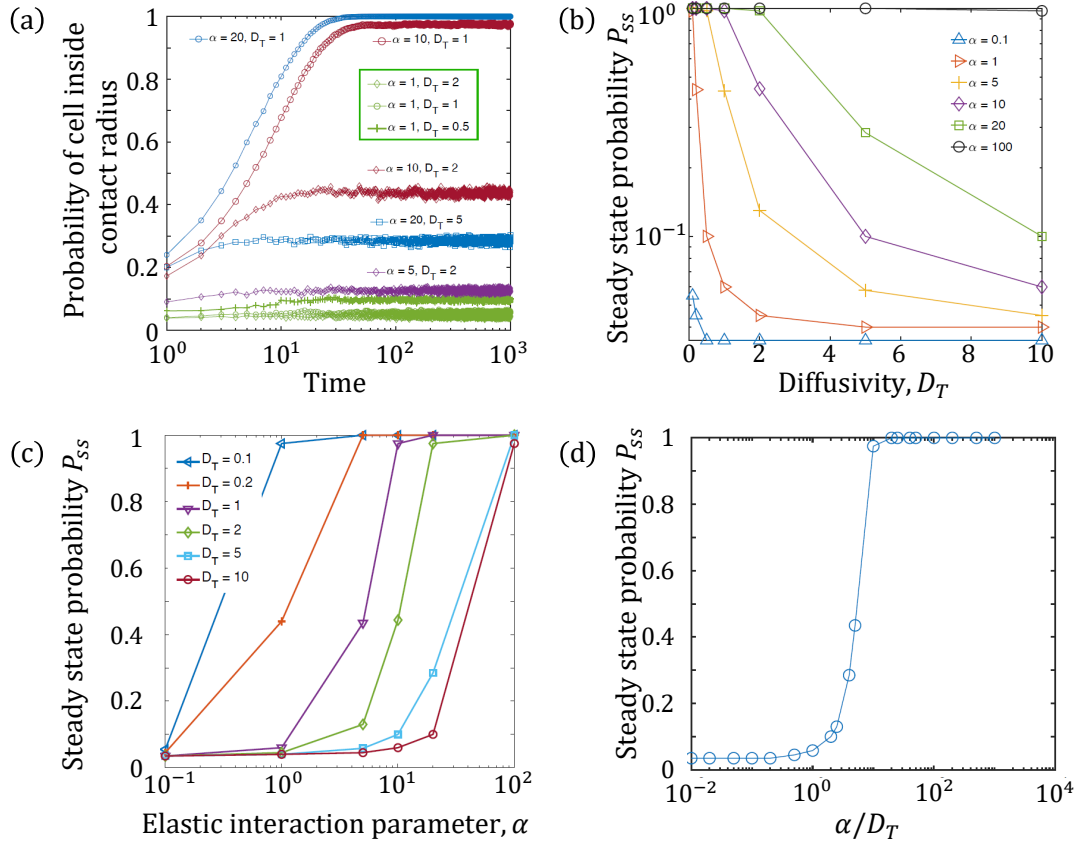 (a)
Probability of cell inside
contact radius
1
0.8
0.6
0.4
0.2
0
α = 20, D_T = 1
α = 10, D_T = 1
α = 1, D_T = 2
α = 1, D_T = 1
α = 1, D_T = 0.5
α = 10, D_T = 2
α = 20, D_T = 5
α = 5, D_T = 2
10^0 10^1 10^2 10^3
Time
(b)
Steady state probability P_ss
10^0
10^-1
α = 0.1
α = 1
α = 5
α = 10
α = 20
α = 100
0 2 4 6 8 10
Diffusivity, D_T
(c)
Steady state probability P_ss
1
0.8
0.6
0.4
0.2
0
D_T = 0.1
D_T = 0.2
D_T = 1
D_T = 2
D_T = 5
D_T = 10
10^-1 10^0 10^1 10^2
Elastic interaction parameter, α
(d)
Steady state probability P_ss
1
0.8
0.6
0.4
0.2
0
10^-2 10^0 10^2 10^4
α/D_T